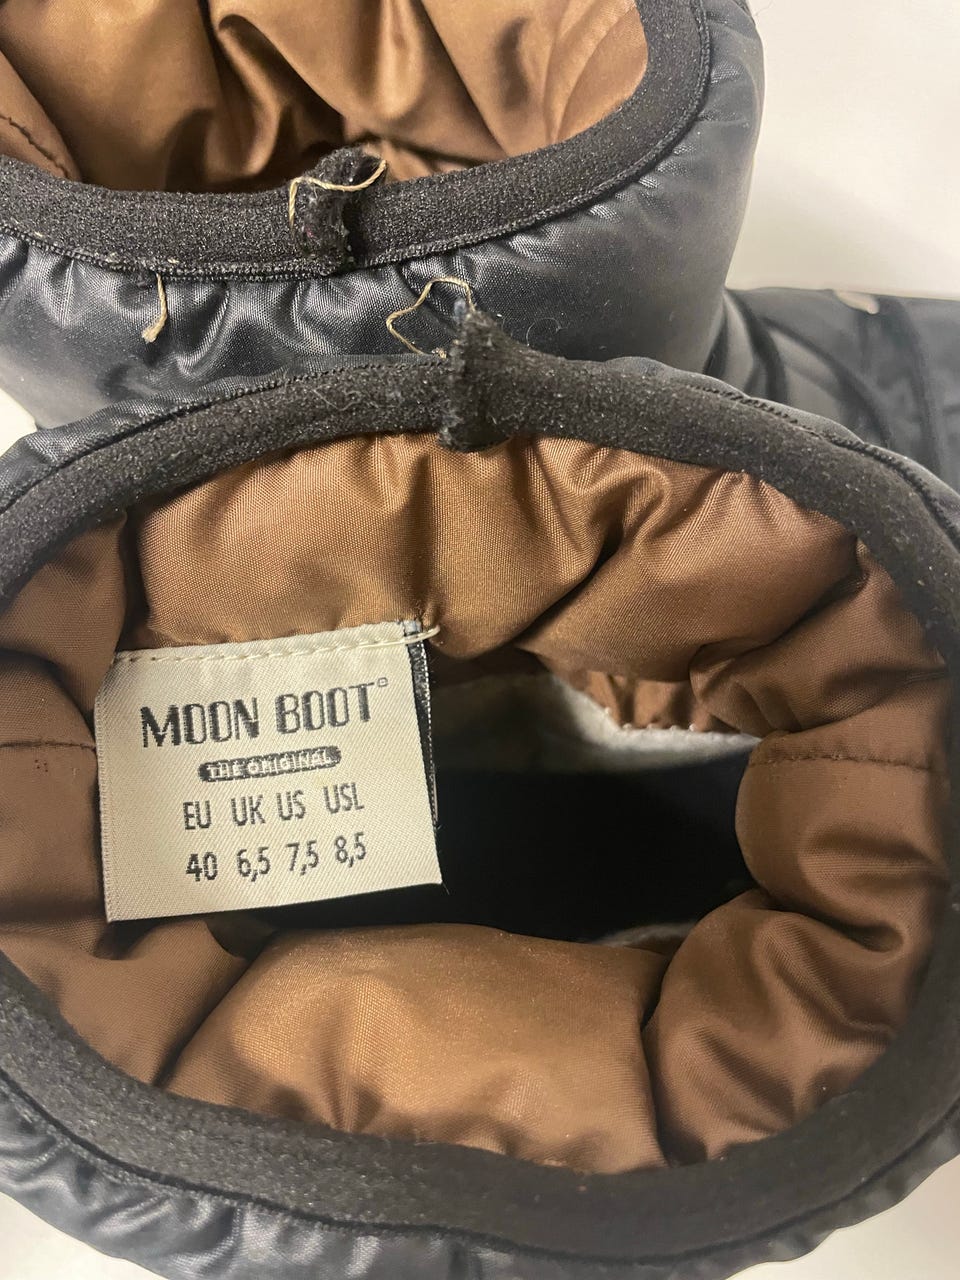 MOON BOOT®
THE ORIGINAL
EU UK US USL
40 6,5 7,5 8,5